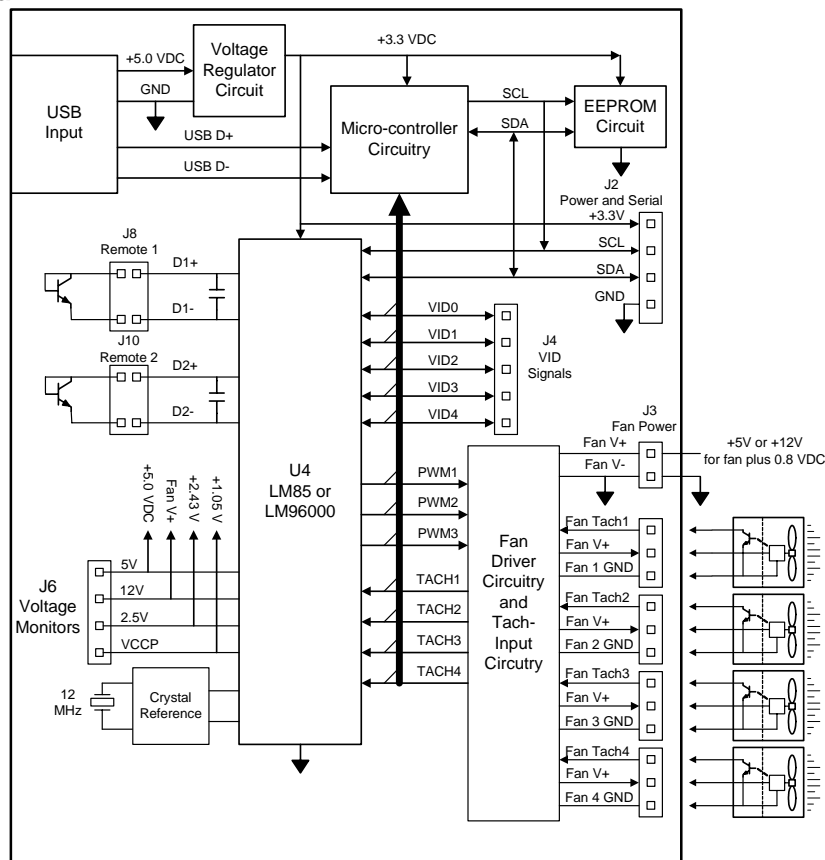 USB
Input
+5.0 VDC
GND
USB D+
USB D-
Voltage
Regulator
Circuit
+3.3 VDC
Micro-controller
Circuitry
SCL
SDA
EEPROM
Circuit
J2
Power and Serial
+3.3V
SCL
SDA
GND
J8
Remote 1
D1+
D1-
J10
Remote 2
D2+
D2-
U4
LM85 or
LM96000
VID0
VID1
VID2
VID3
VID4
J4
VID
Signals
J3
Fan Power
Fan V+
Fan V-
+5V or +12V
for fan plus 0.8 VDC
PWM1
PWM2
PWM3
TACH1
TACH2
TACH3
TACH4
Fan
Driver
Circuitry
and
Tach-
Input
Circutry
Fan Tach1
Fan V+
Fan 1 GND
Fan Tach2
Fan V+
Fan 2 GND
Fan Tach3
Fan V+
Fan 3 GND
Fan Tach4
Fan V+
Fan 4 GND
+5.0 VDC
Fan V+
+2.43 V
+1.05 V
J6
Voltage
Monitors
5V
12V
2.5V
VCCP
12
MHz
Crystal
Reference